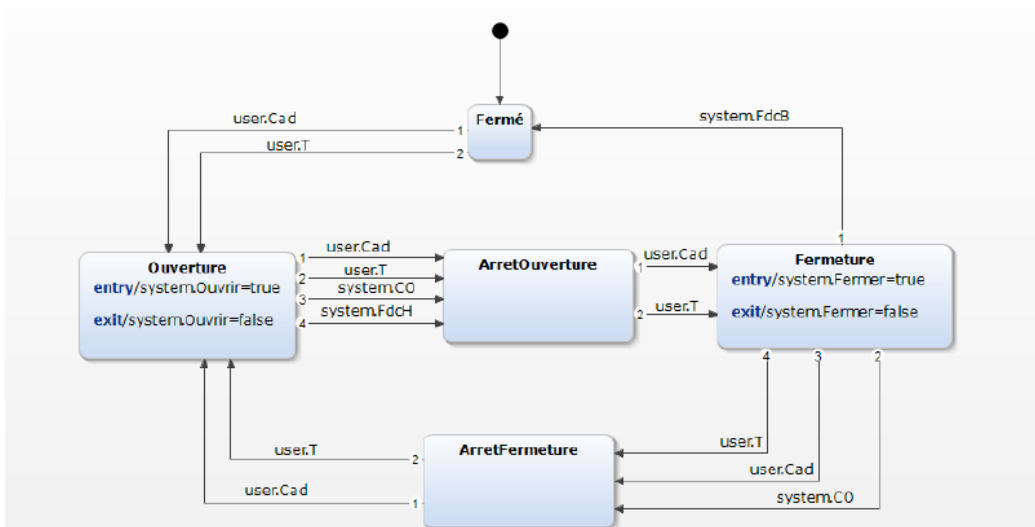 Fermé
system.FdcB
user.Cad
1
user.T
2
1
Ouverture
entry/system.Ouvrir=true
exit/system.Ouvrir=false
1
user.Cad
2
user.T
3
system.CO
4
system.FdcH
ArretOuverture
1
user.Cad
2
user.T
Fermeture
entry/system.Fermer=true
exit/system.Fermer=false
4
3
2
user.T
user.Cad
system.CO
ArretFermeture
user.T
2
user.Cad
1